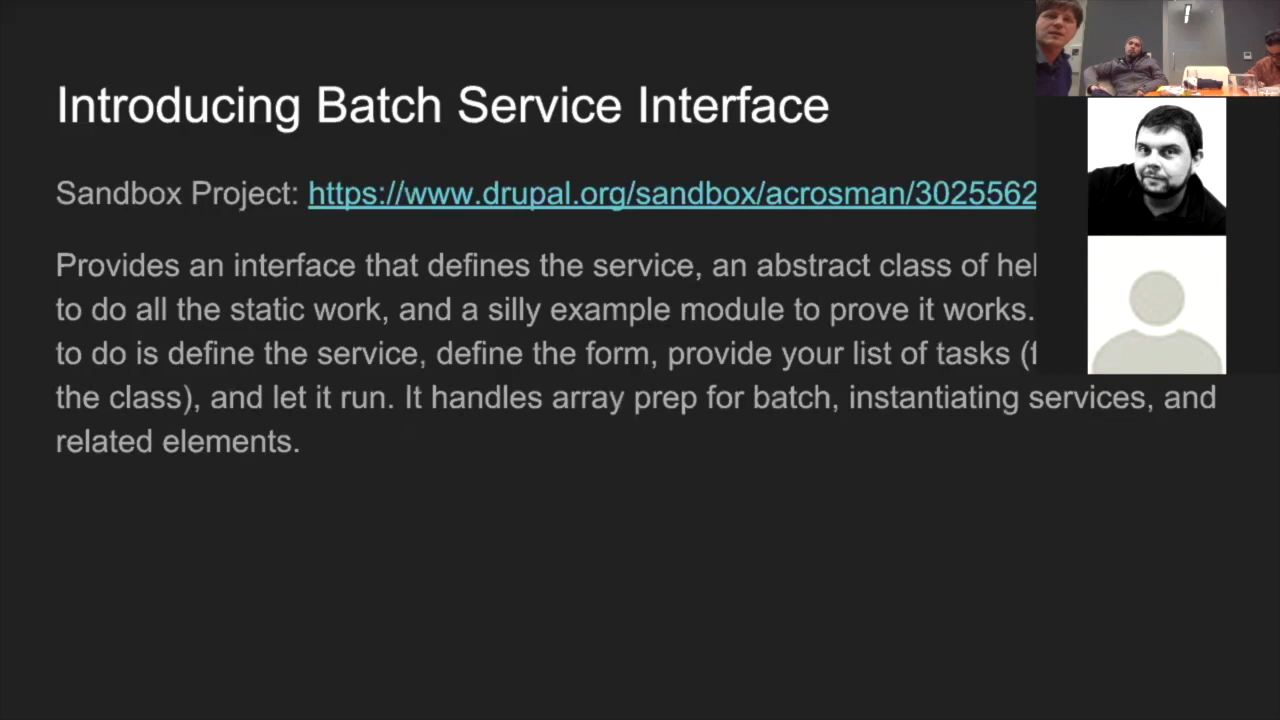 Introducing Batch Service Interface
Sandbox Project: https://www.drupal.org/sandbox/acrosman/3025562
Provides an interface that defines the service, an abstract class of
to do all the static work, and a silly example module to prove it works.
to do is define the service, define the form, provide your list of tasks
the class), and let it run. It handles array prep for batch, instantiating services, and
related elements.